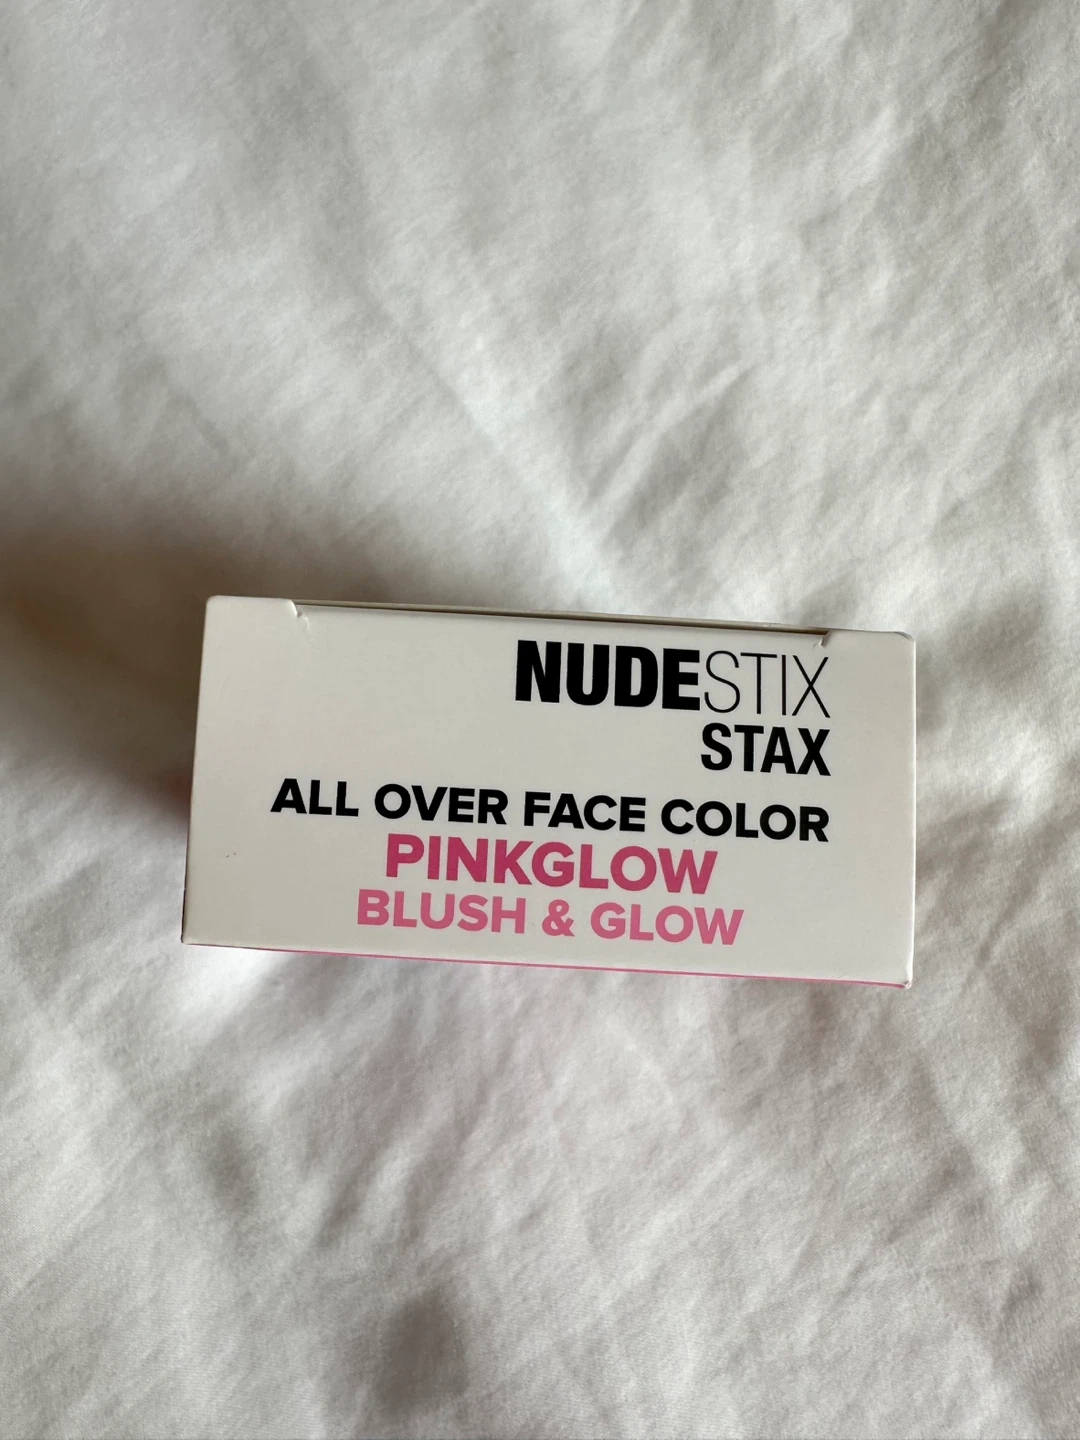 NUDESTIX
STAX
ALL OVER FACE COLOR
PINKGLOW
BLUSH & GLOW